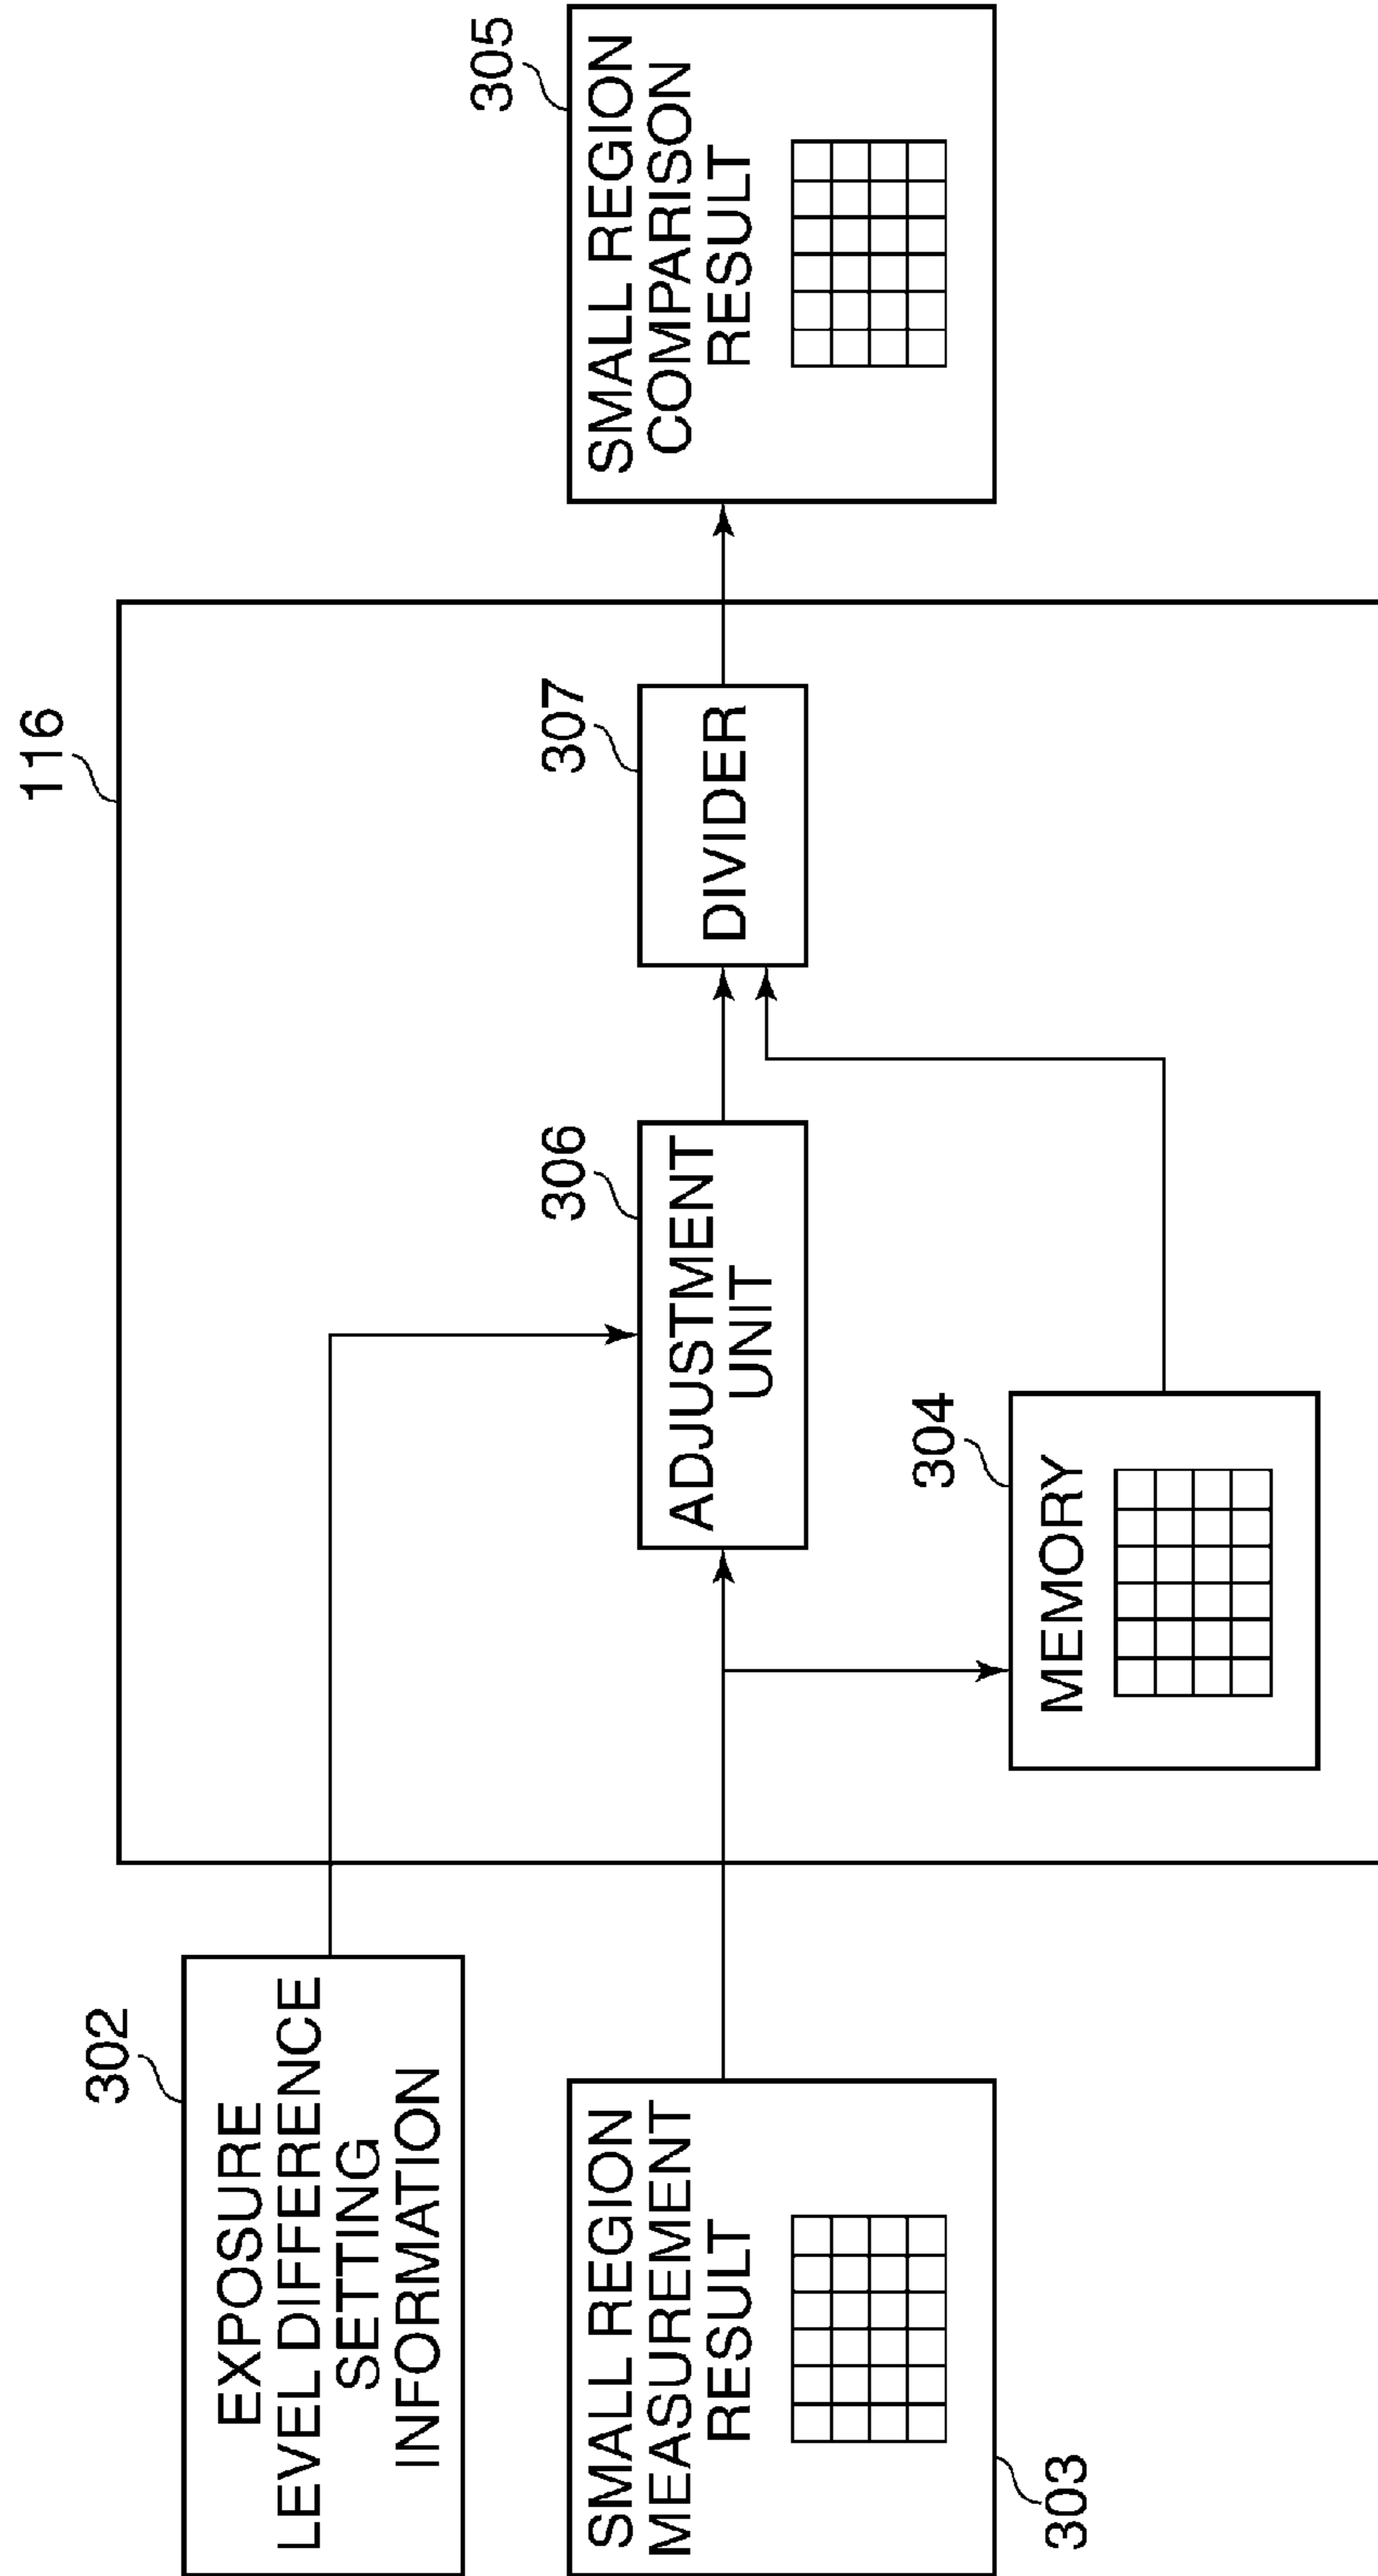 116
302
EXPOSURE
LEVEL DIFFERENCE
SETTING
INFORMATION
303
SMALL REGION
MEASUREMENT
RESULT
306
ADJUSTMENT
UNIT
304
MEMORY
307
DIVIDER
305
SMALL REGION
COMPARISON
RESULT